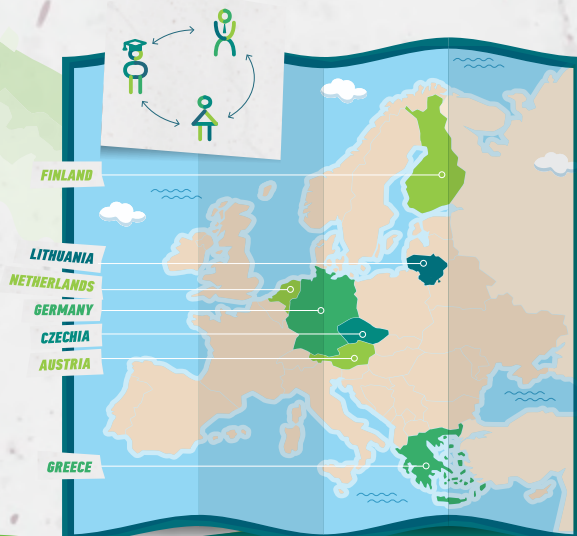 FINLAND
LITHUANIA
NETHERLANDS
GERMANY
CZECHIA
AUSTRIA
GREECE